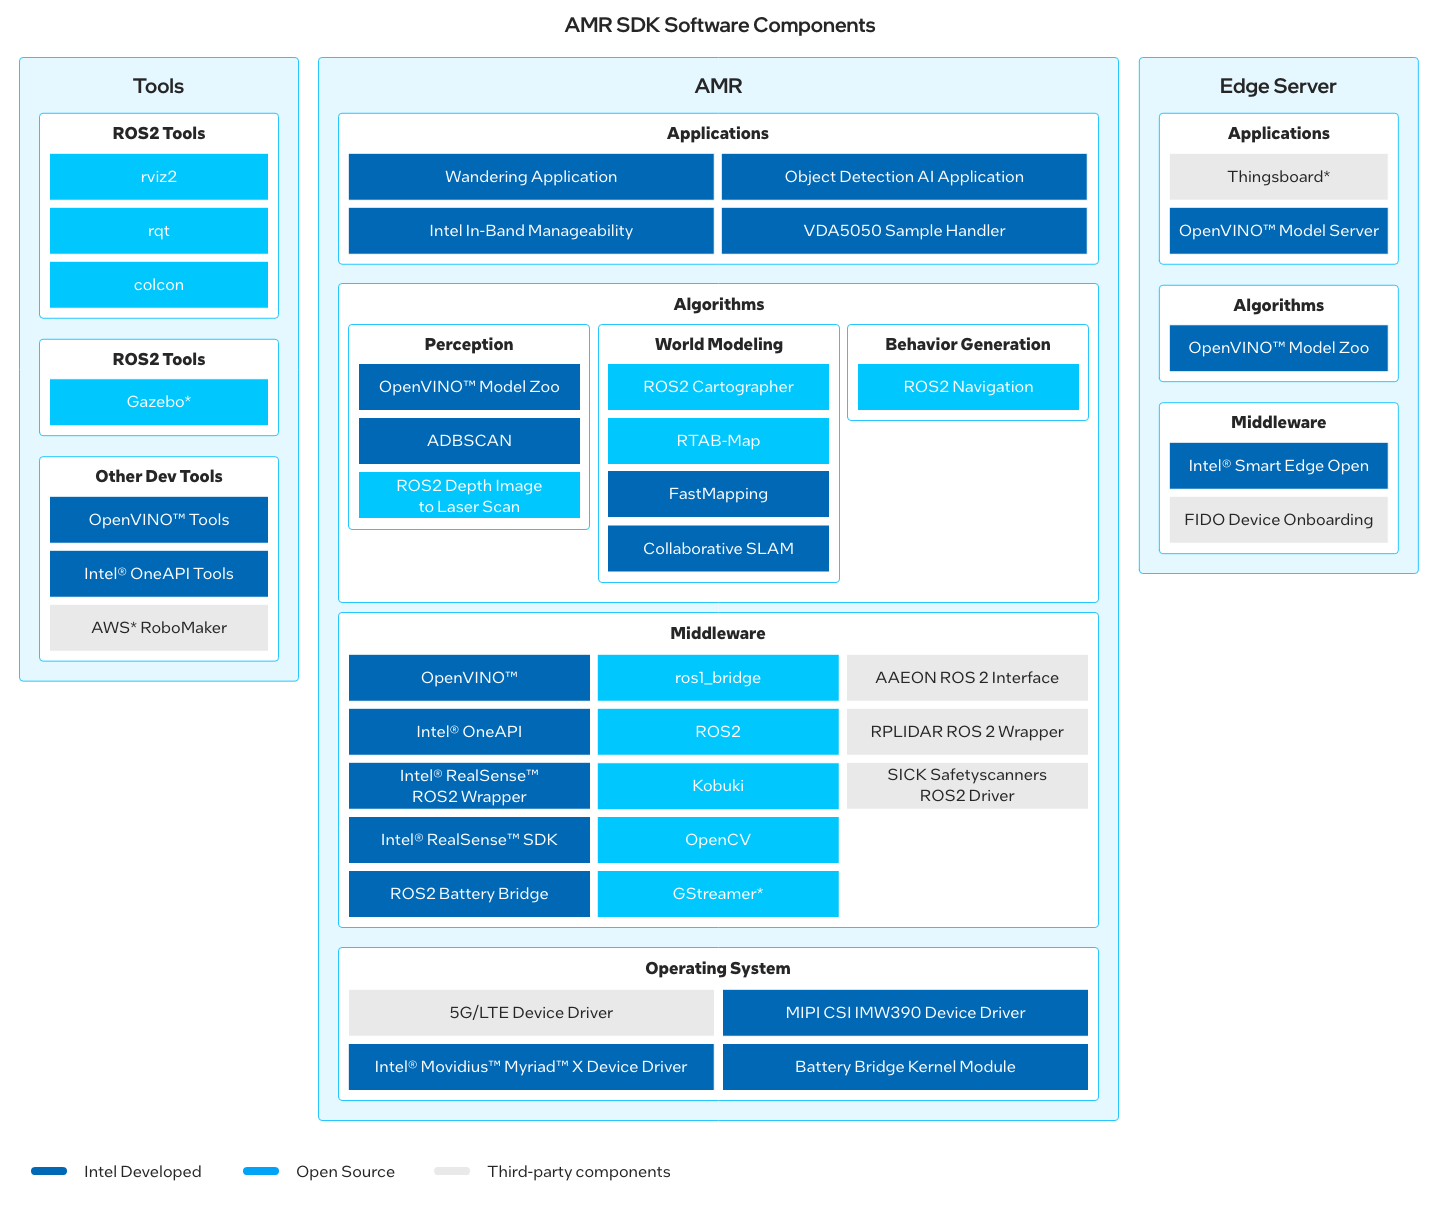 AMR SDK Software Components
Tools
ROS2 Tools
rviz2
rqt
colcon
ROS2 Tools
Gazebo*
Other Dev Tools
OpenVINO™ Tools
Intel® OneAPI Tools
AWS* RoboMaker
AMR
Applications
Wandering Application
Object Detection AI Application
Intel In-Band Manageability
VDA5050 Sample Handler
Algorithms
Perception
OpenVINO™ Model Zoo
ADBSCAN
ROS2 Depth Image
to Laser Scan
World Modeling
ROS2 Cartographer
RTAB-Map
FastMapping
Collaborative SLAM
Behavior Generation
ROS2 Navigation
Middleware
OpenVINO™
Intel® OneAPI
Intel® RealSense™
ROS2 Wrapper
Intel® RealSense™ SDK
ROS2 Battery Bridge
ros1_bridge
ROS2
Kobuki
OpenCV
GStreamer*
AAEON ROS 2 Interface
RPLIDAR ROS 2 Wrapper
SICK Safetyscanners
ROS2 Driver
Operating System
5G/LTE Device Driver
MIPI CSI IMW390 Device Driver
Intel® Movidius™ Myriad™ X Device Driver
Battery Bridge Kernel Module
Edge Server
Applications
Thingsboard*
OpenVINO™ Model Server
Algorithms
OpenVINO™ Model Zoo
Middleware
Intel® Smart Edge Open
FIDO Device Onboarding
Intel Developed
Open Source
Third-party components